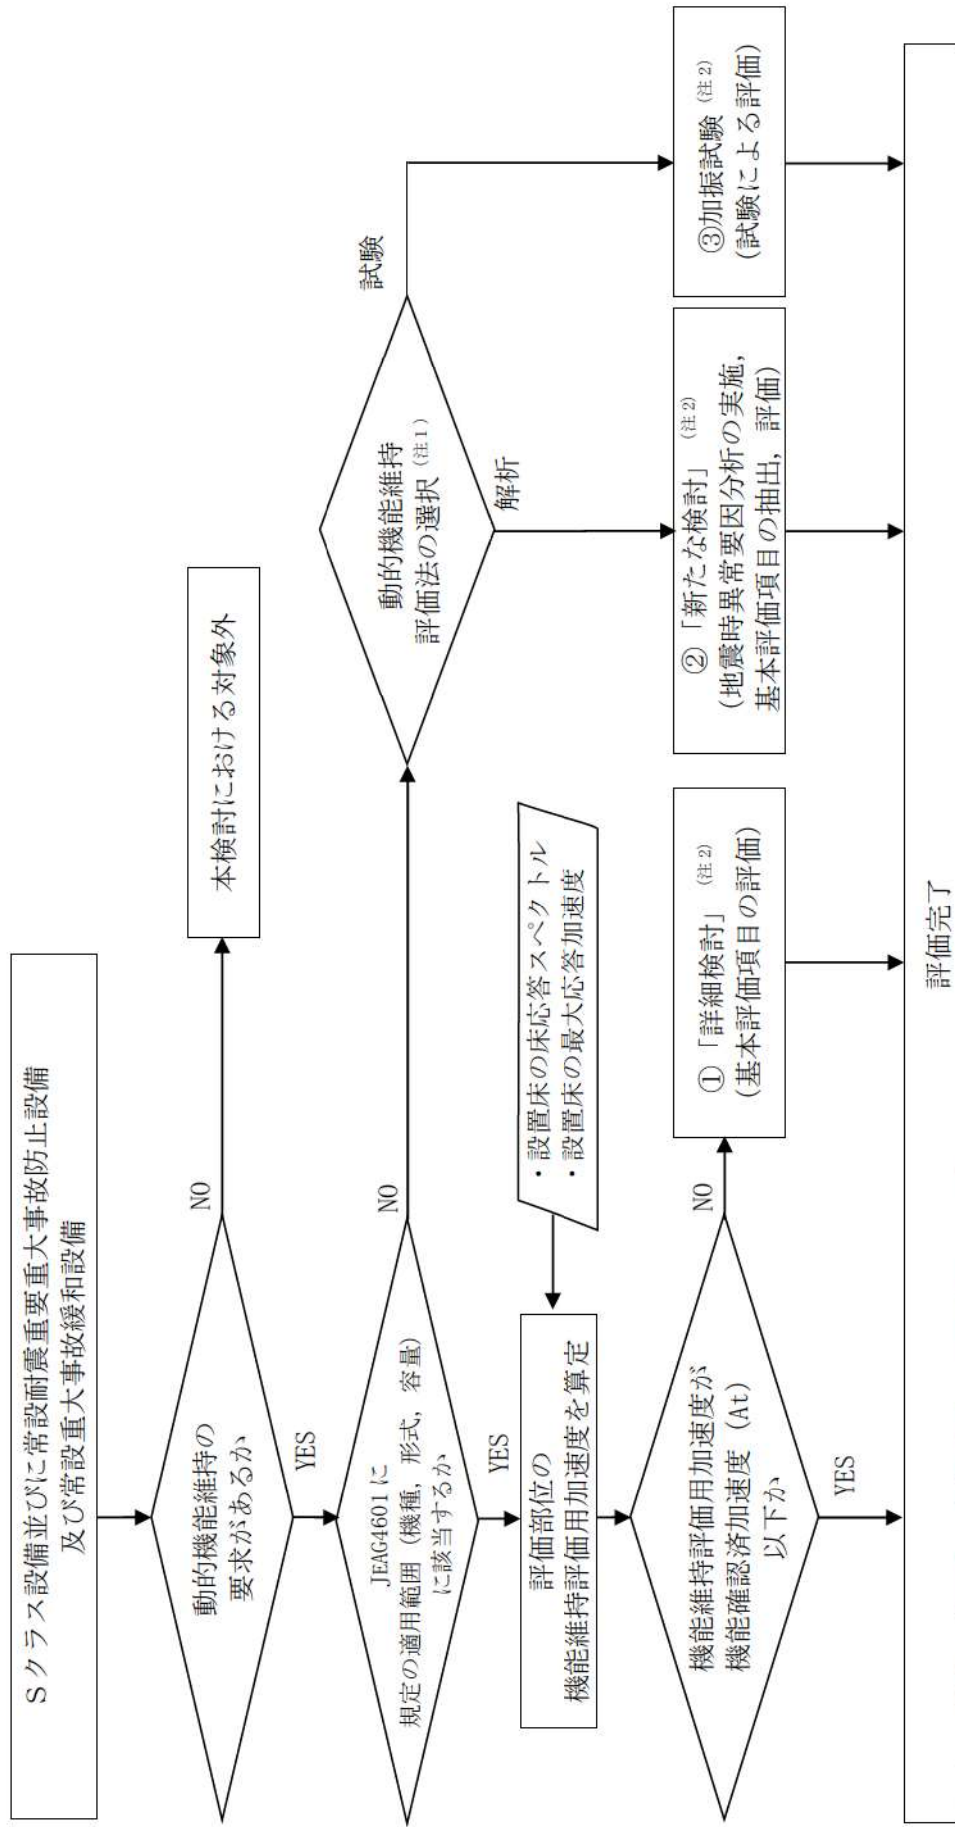 Sクラス設備並びに常設耐震重要重大事故防止設備
及び常設重大事故緩和設備
動的機能維持の
要求があるか
NO
本検討における対象外
YES
JEAG4601に
規定の適用範囲（機種，形式，容量）
に該当するか
NO
動的機能維持
評価法の選択（注1）
試験
解析
YES
評価部位の
機能維持評価用加速度を算定
・設置床の床応答スペクトル
・設置床の最大応答加速度
機能維持評価用加速度が
機能確認済加速度（At）
以下か
NO
YES
①「詳細検討」（注2）
（基本評価項目の評価）
②「新たな検討」（注2）
（地震時異常要因分析の実施，
基本評価項目の抽出，評価）
③加振試験（注2）
（試験による評価）
評価完了